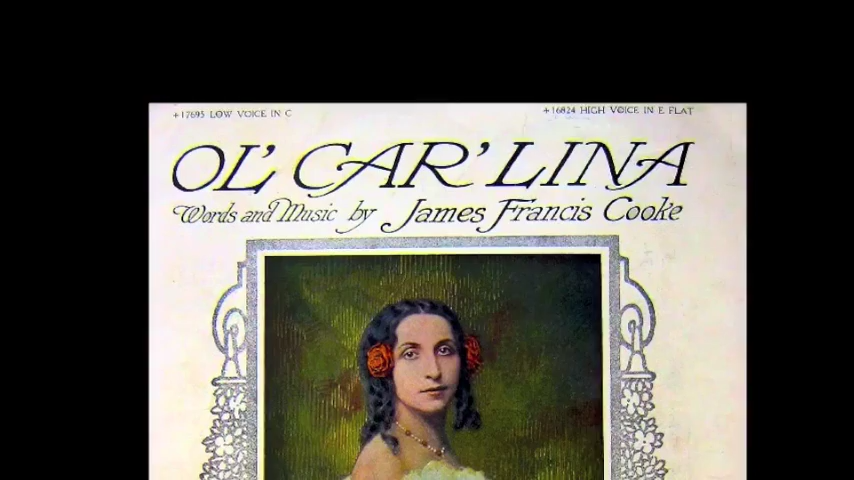 +17695 LOW VOICE IN C
+16824 HIGH VOICE IN E FLAT
OL' CAR'LINA
Words and Music by James Francis Cooke